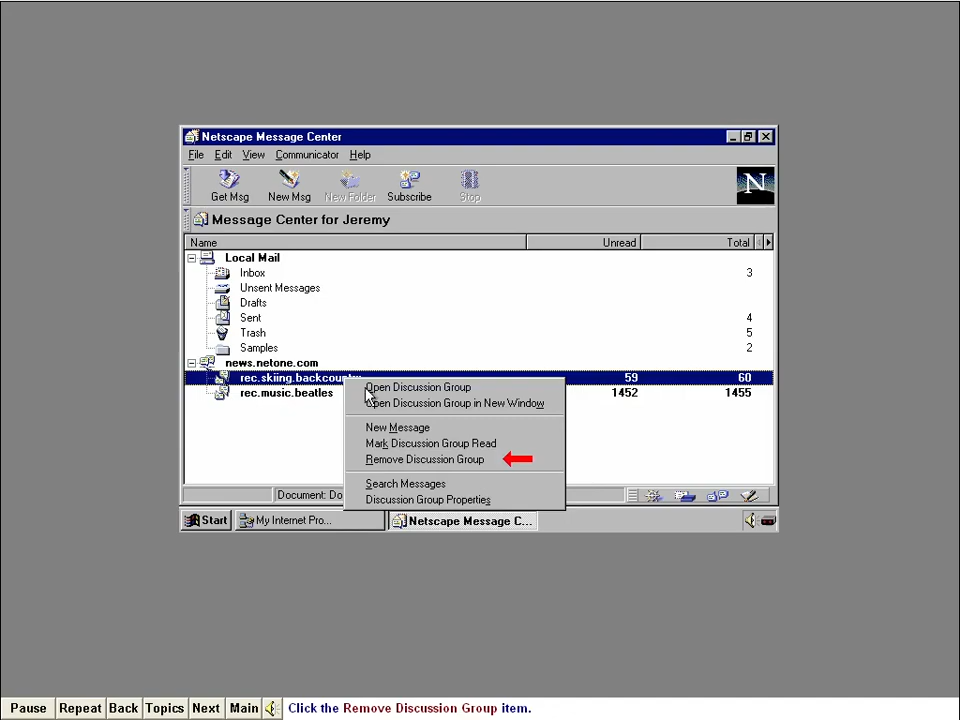 Netscape Message Center
File Edit View Communicator Help
Get Msg New Msg New Folder Subscribe Stop
N
Message Center for Jeremy
Name Unread Total
Local Mail
Inbox 3
Unsent Messages
Drafts
Sent 4
Trash 5
Samples 2
news.netone.com
rec.skiing.backcountry 59 60
rec.music.beatles 1452 1455
Open Discussion Group
Open Discussion Group in New Window
New Message
Mark Discussion Group Read
Remove Discussion Group
Search Messages
Discussion Group Properties
Document: Do
Start My Internet Pro... Netscape Message C...
Pause Repeat Back Topics Next Main Click the Remove Discussion Group item.